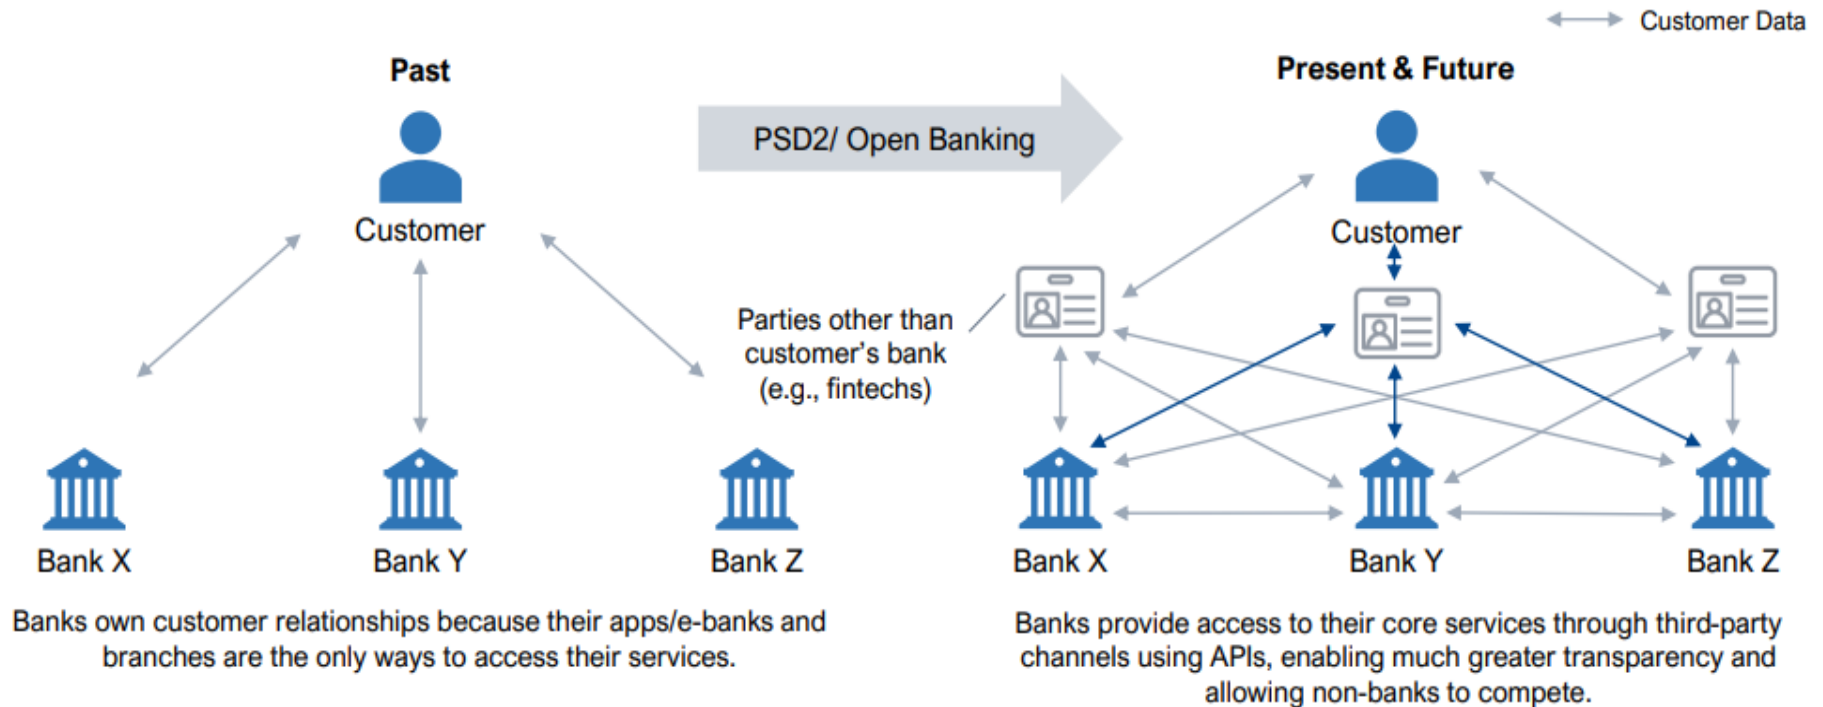 Customer Data
Past
Present & Future
PSD2/ Open Banking
Customer
Customer
Parties other than
customer's bank
(e.g., fintechs)
Bank X
Bank Y
Bank Z
Bank X
Bank Y
Bank Z
Banks own customer relationships because their apps/e-banks and
branches are the only ways to access their services.
Banks provide access to their core services through third-party
channels using APIs, enabling much greater transparency and
allowing non-banks to compete.